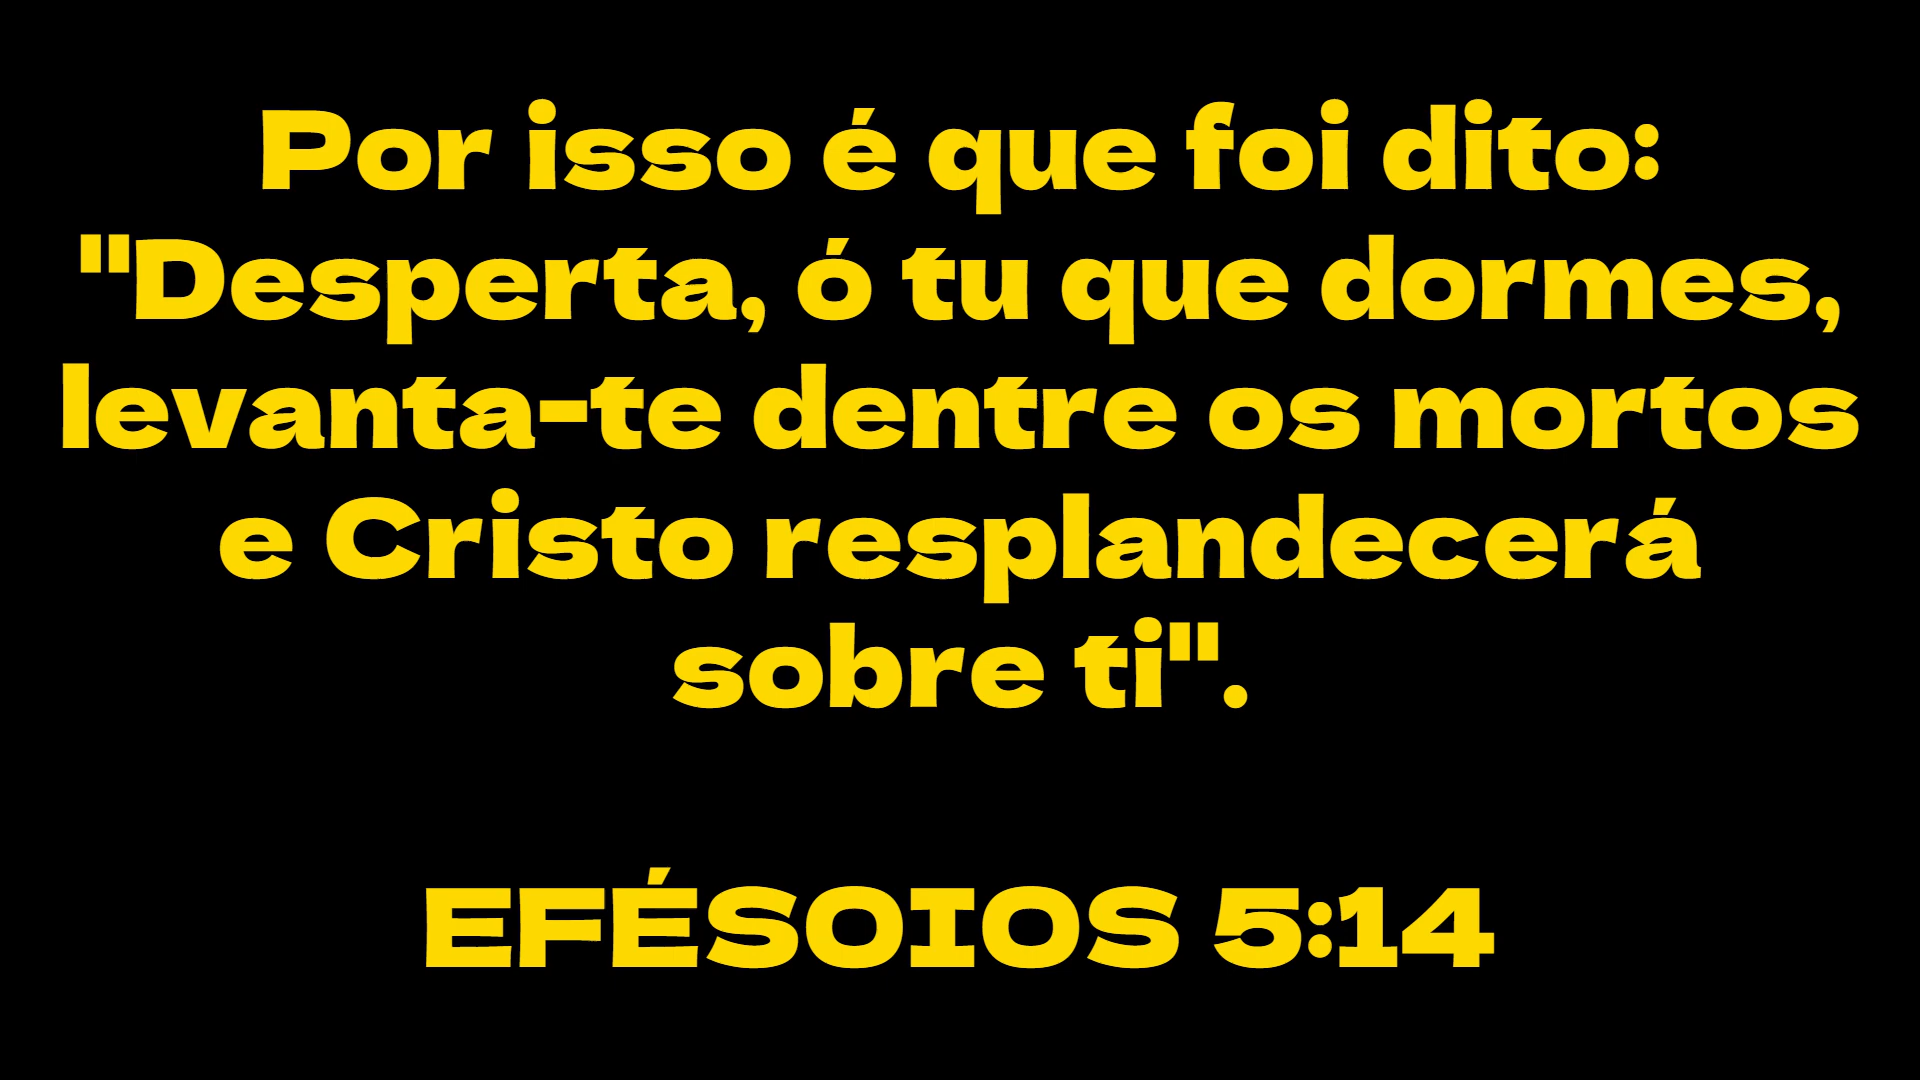 Por isso é que foi dito:
"Desperta, ó tu que dormes,
levanta-te dentre os mortos
e Cristo resplandecerá
sobre ti".
EFÉSOIOS 5:14